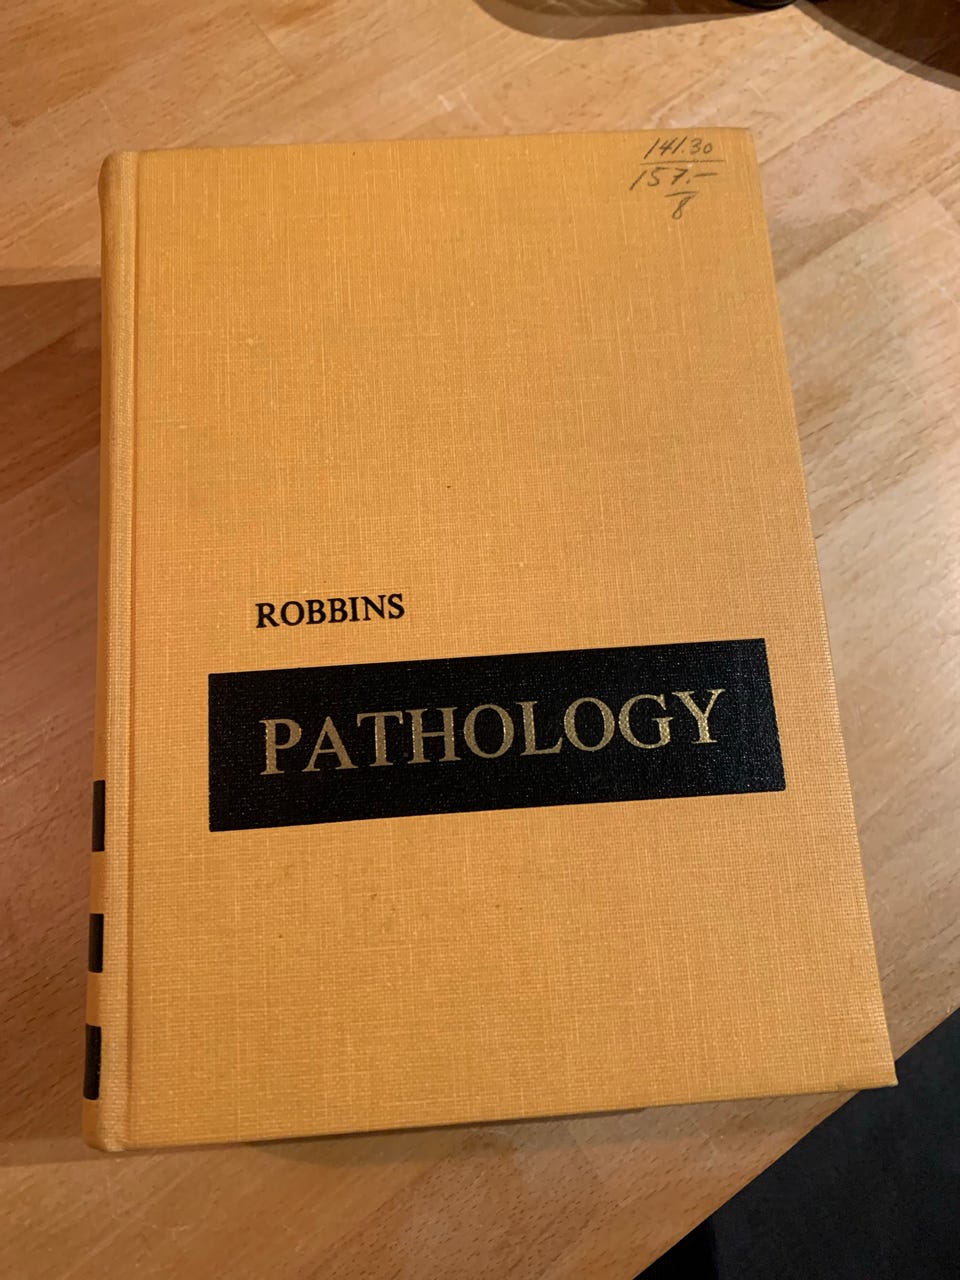 141.30
157.-
8
ROBBINS
PATHOLOGY